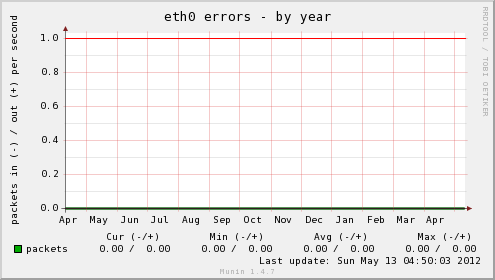 eth0 errors - by year
RRDTOOL / TOBI OETIKER
packets in (-) / out (+) per second
1.0
0.8
0.6
0.4
0.2
0.0
Apr May Jun Jul Aug Sep Oct Nov Dec Jan Feb Mar Apr
Cur (-/+) Min (-/+) Avg (-/+) Max (-/+)
packets 0.00 / 0.00 0.00 / 0.00 0.00 / 0.00 0.00 / 0.00
Last update: Sun May 13 04:50:03 2012
Munin 1.4.7